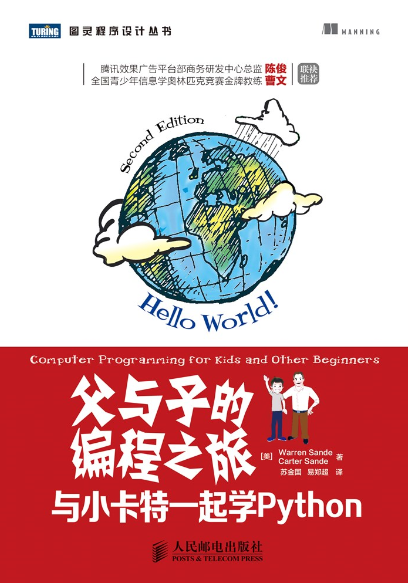 TURING
图灵程序设计丛书
MANNING
腾讯效果广告平台部商务研发中心总监 陈俊
全国青少年信息学奥林匹克竞赛金牌教练 曹文
联袂
推荐
Second Edition
Hello World!
Computer Programming for Kids and Other Beginners
父与子的
编程之旅
与小卡特一起学Python
[美] Warren Sande
Carter Sande 著
苏金国 易郑超 译
人民邮电出版社
POSTS & TELECOM PRESS